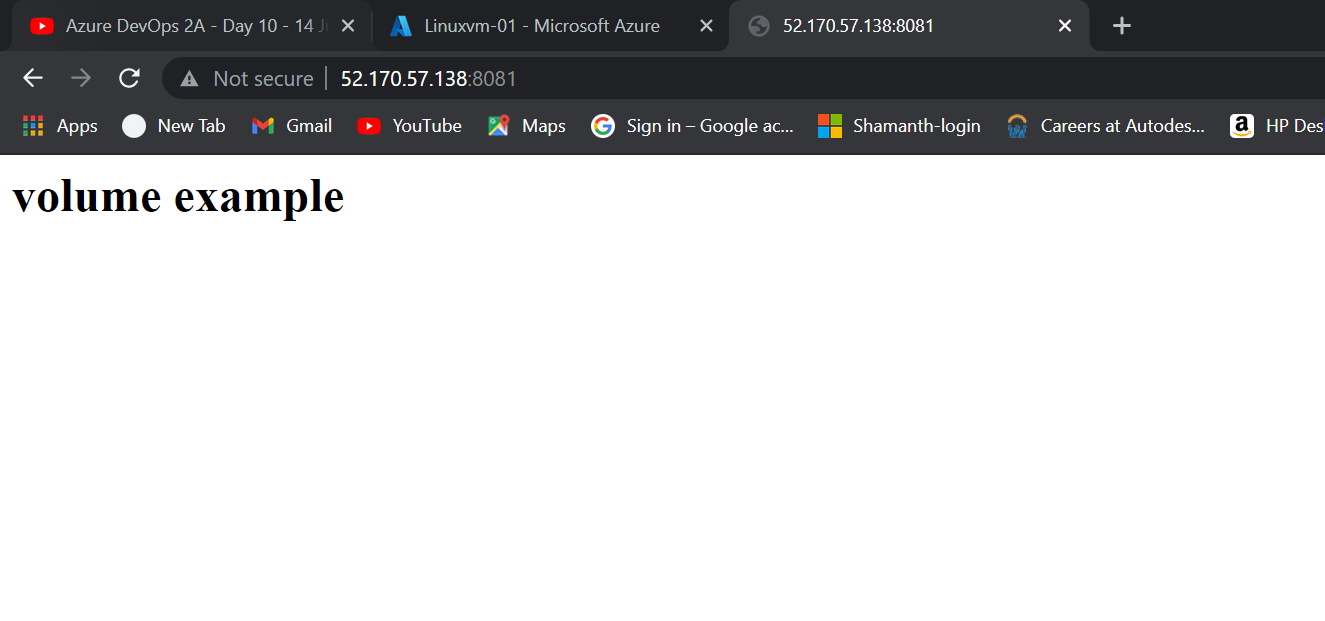 Azure DevOps 2A - Day 10 - 14 Linuxvm-01 - Microsoft Azure 52.170.57.138:8081
Not secure 52.170.57.138:8081
Apps New Tab Gmail YouTube Maps Sign in – Google ac... Shamanth-login Careers at Autodes... a HP Des
volume example